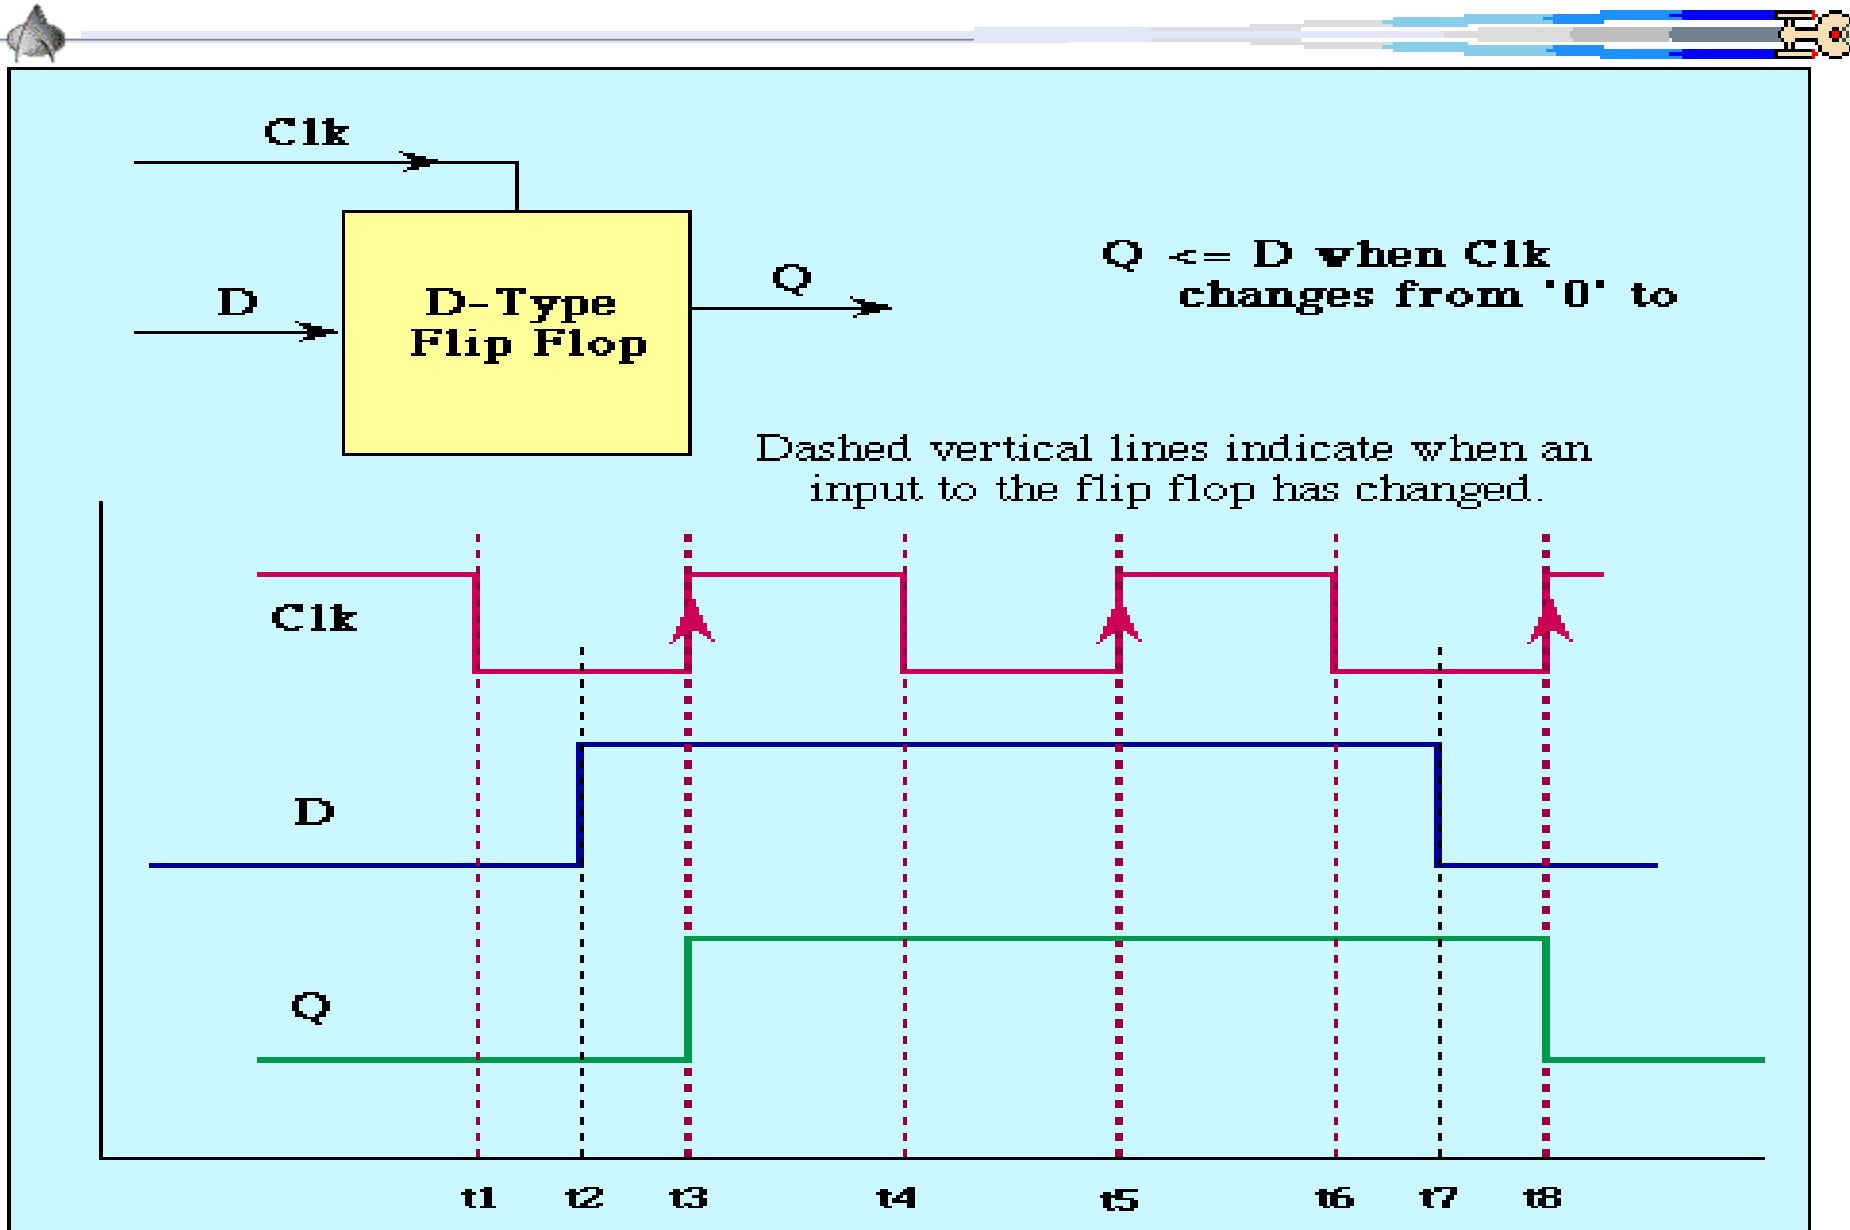 Clk
D
D-Type
Flip Flop
Q
Q <= D when Clk
changes from '0' to
Dashed vertical lines indicate when an
input to the flip flop has changed.
Clk
D
Q
t1 t2 t3 t4 t5 t6 t7 t8